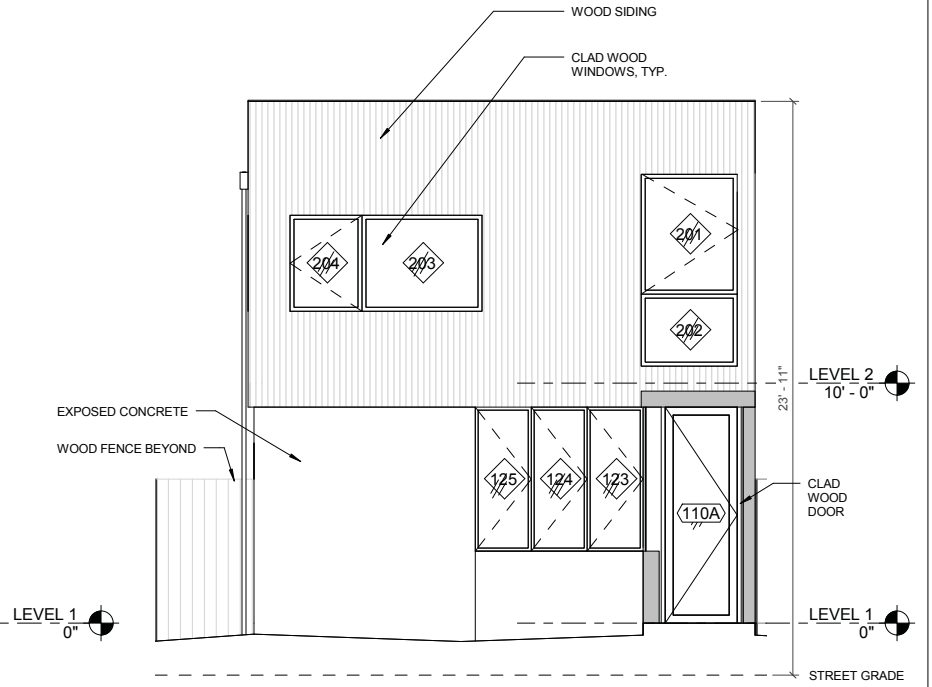 WOOD SIDING
CLAD WOOD
WINDOWS, TYP.
201
204
203
202
LEVEL 2
10' - 0"
23' - 11"
EXPOSED CONCRETE
WOOD FENCE BEYOND
125
124
123
110A
CLAD
WOOD
DOOR
LEVEL 1
0"
LEVEL 1
0"
STREET GRADE